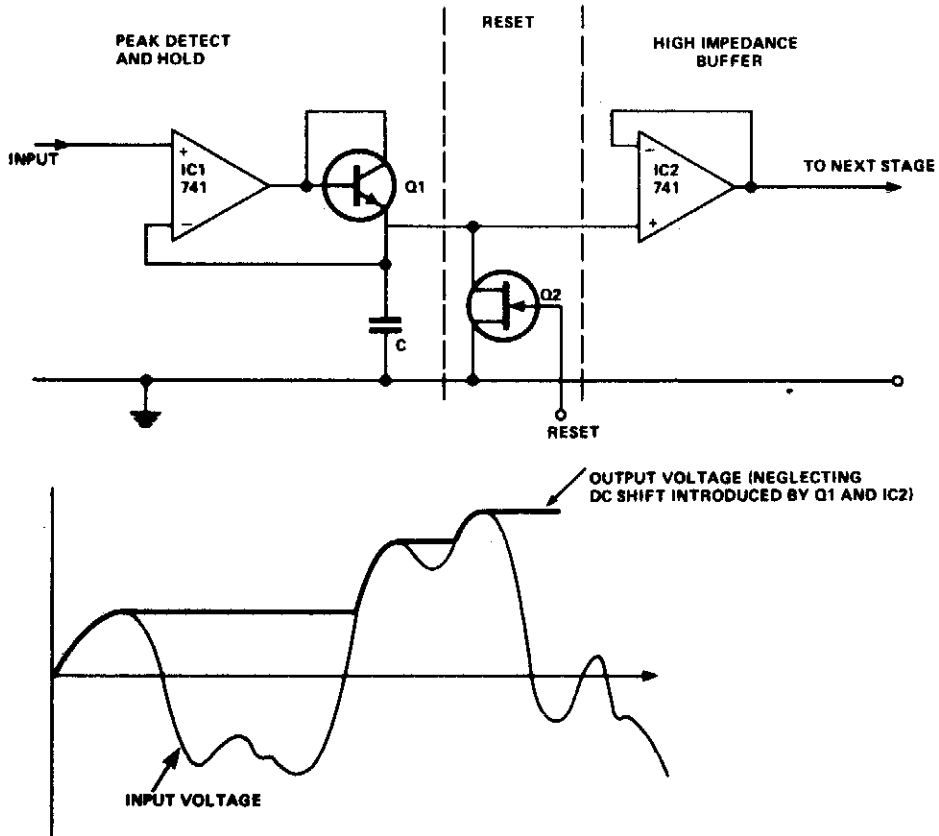 PEAK DETECT
AND HOLD
RESET
HIGH IMPEDANCE
BUFFER
INPUT
+
IC1
741
−
Q1
C
Q2
RESET
−
IC2
741
+
TO NEXT STAGE
OUTPUT VOLTAGE (NEGLECTING
DC SHIFT INTRODUCED BY Q1 AND IC2)
INPUT VOLTAGE